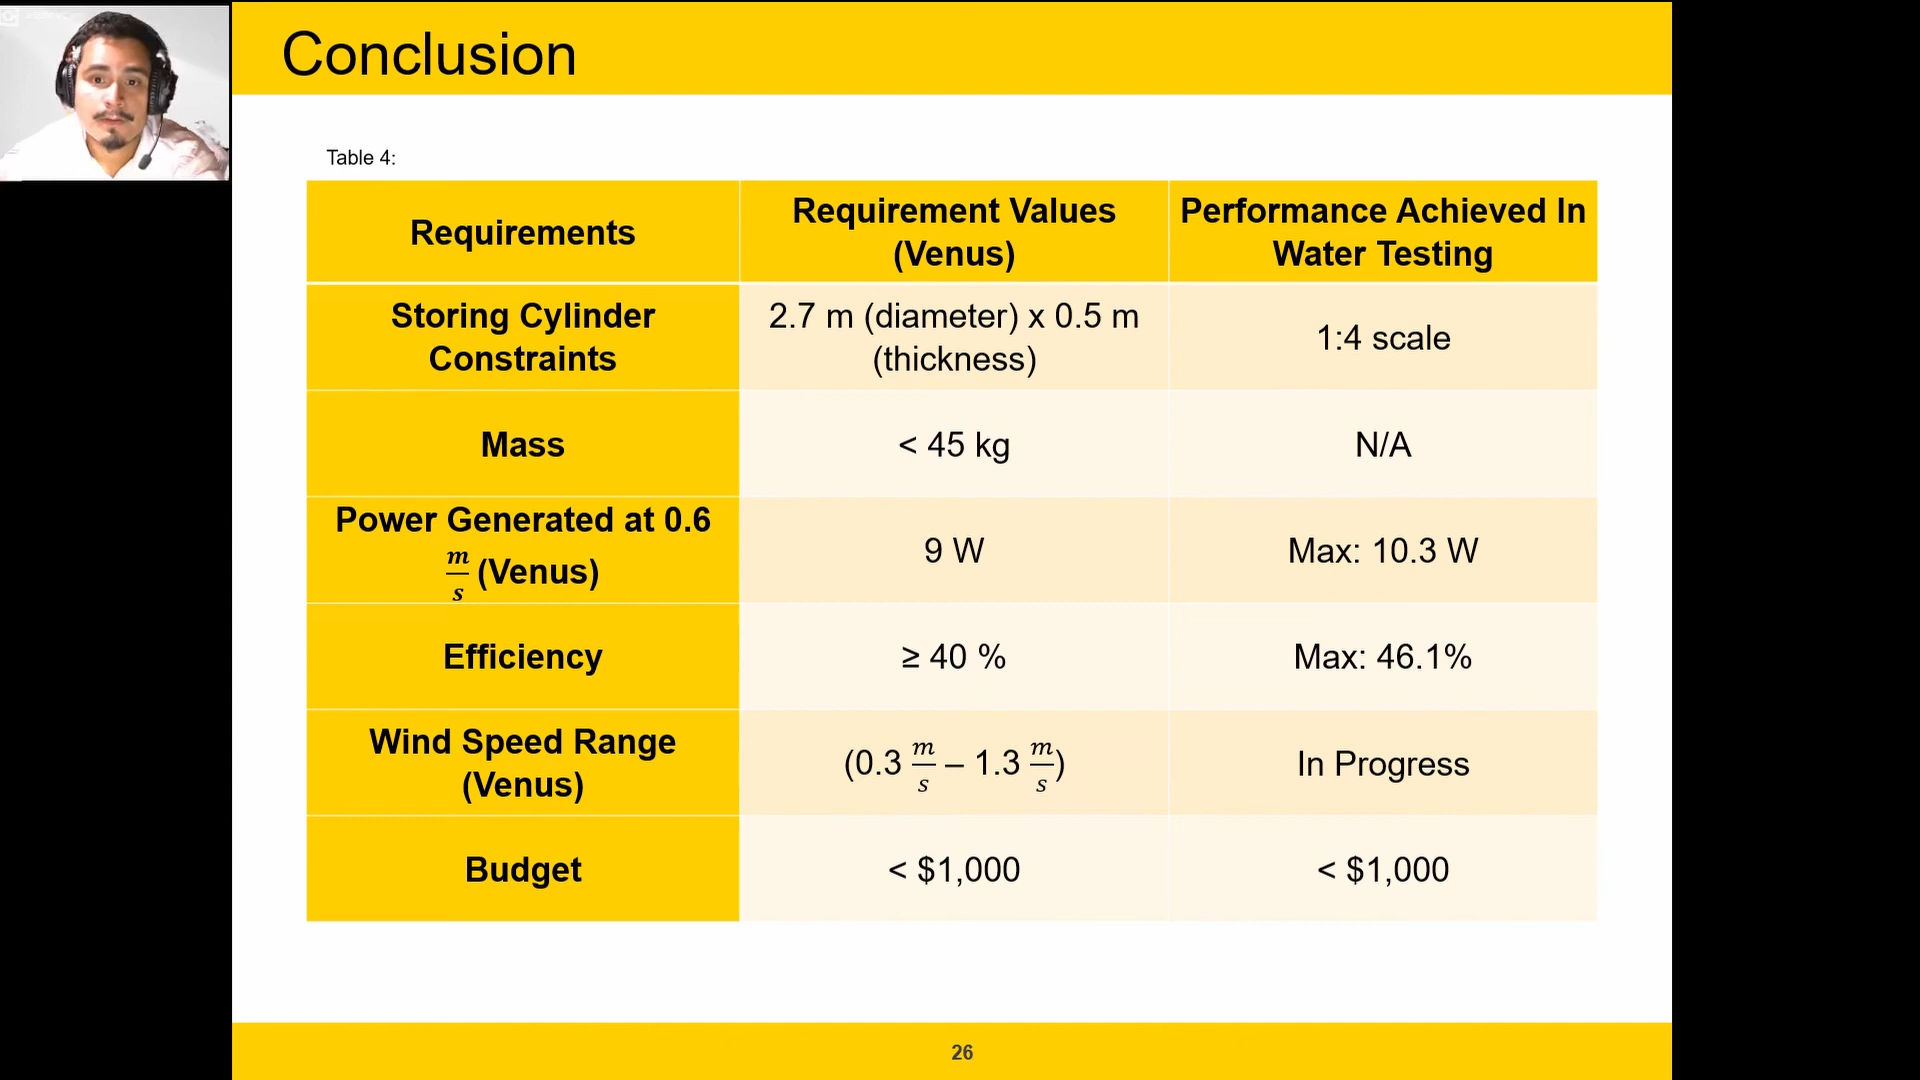 Conclusion
Table 4:
Requirements
Requirement Values
(Venus)
Performance Achieved In
Water Testing
Storing Cylinder
Constraints
2.7 m (diameter) x 0.5 m
(thickness)
1:4 scale
Mass
< 45 kg
N/A
Power Generated at 0.6
m/s (Venus)
9 W
Max: 10.3 W
Efficiency
≥ 40 %
Max: 46.1%
Wind Speed Range
(Venus)
(0.3 m/s – 1.3 m/s)
In Progress
Budget
< $1,000
< $1,000
26